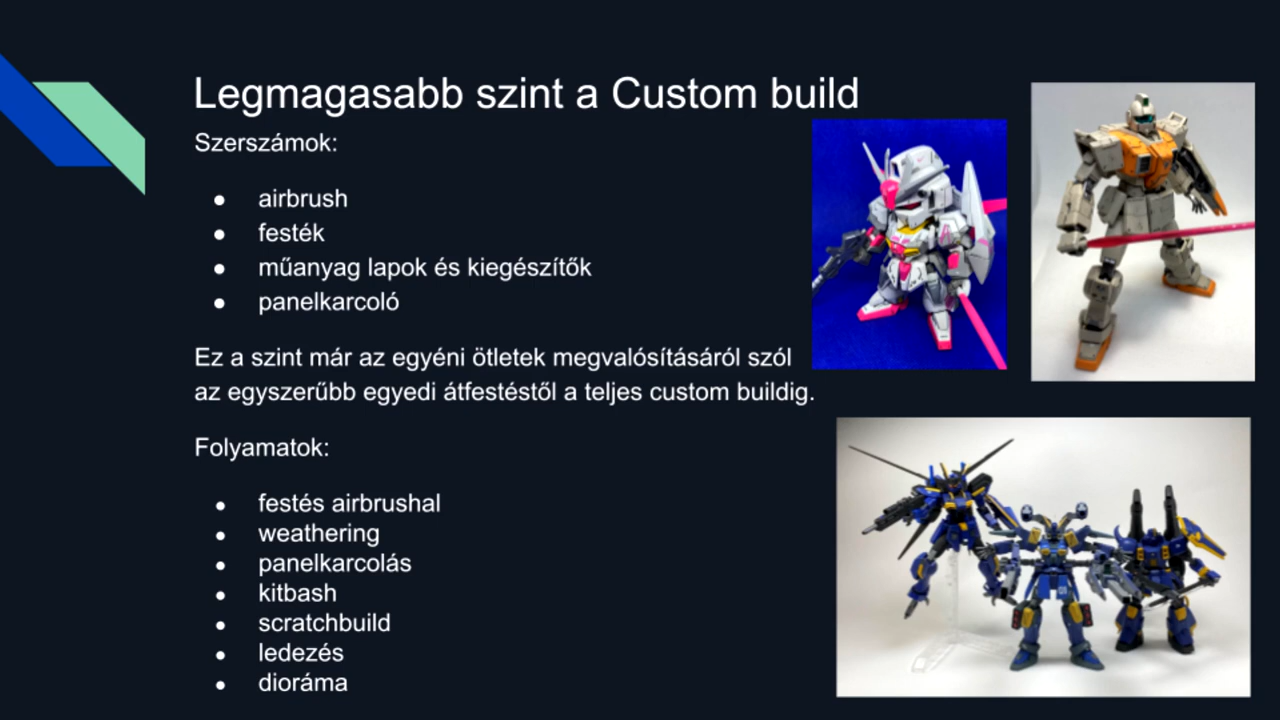 Legmagasabb szint a Custom build
Szerszámok:
● airbrush
● festék
● műanyag lapok és kiegészítők
● panelkarcoló
Ez a szint már az egyéni ötletek megvalósításáról szól
az egyszerűbb egyedi átfestéstől a teljes custom buildig.
Folyamatok:
● festés airbrushal
● weathering
● panelkarcolás
● kitbash
● scratchbuild
● ledezés
● dioráma